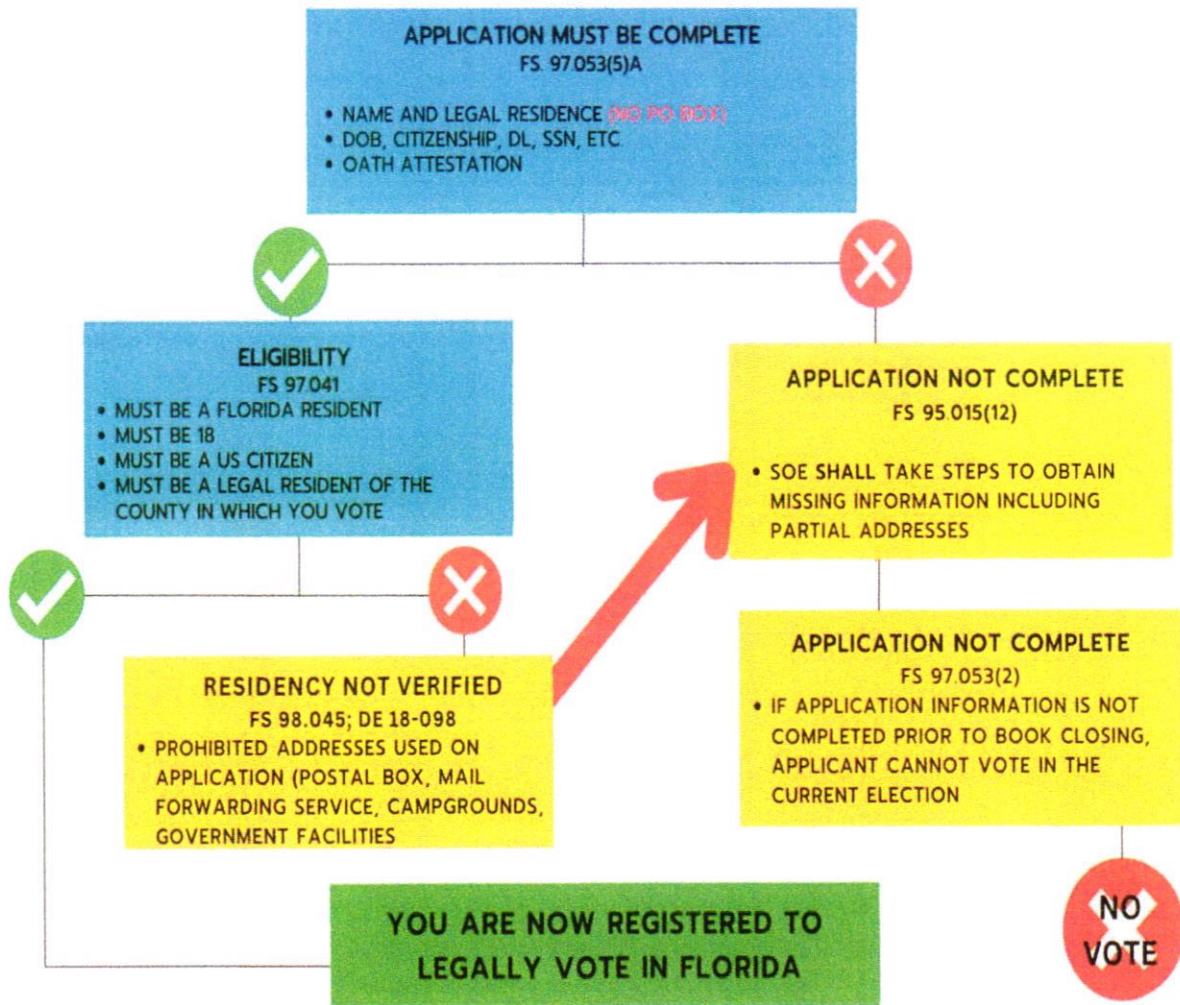 APPLICATION MUST BE COMPLETE
FS. 97.053(5)A
• NAME AND LEGAL RESIDENCE (NO PO BOX)
• DOB, CITIZENSHIP, DL, SSN, ETC
• OATH ATTESTATION
ELIGIBILITY
FS 97.041
• MUST BE A FLORIDA RESIDENT
• MUST BE 18
• MUST BE A US CITIZEN
• MUST BE A LEGAL RESIDENT OF THE
COUNTY IN WHICH YOU VOTE
APPLICATION NOT COMPLETE
FS 95.015(12)
• SOE SHALL TAKE STEPS TO OBTAIN
MISSING INFORMATION INCLUDING
PARTIAL ADDRESSES
RESIDENCY NOT VERIFIED
FS 98.045; DE 18-098
• PROHIBITED ADDRESSES USED ON
APPLICATION (POSTAL BOX, MAIL
FORWARDING SERVICE, CAMPGROUNDS,
GOVERNMENT FACILITIES
APPLICATION NOT COMPLETE
FS 97.053(2)
• IF APPLICATION INFORMATION IS NOT
COMPLETED PRIOR TO BOOK CLOSING,
APPLICANT CANNOT VOTE IN THE
CURRENT ELECTION
YOU ARE NOW REGISTERED TO
LEGALLY VOTE IN FLORIDA
NO
VOTE